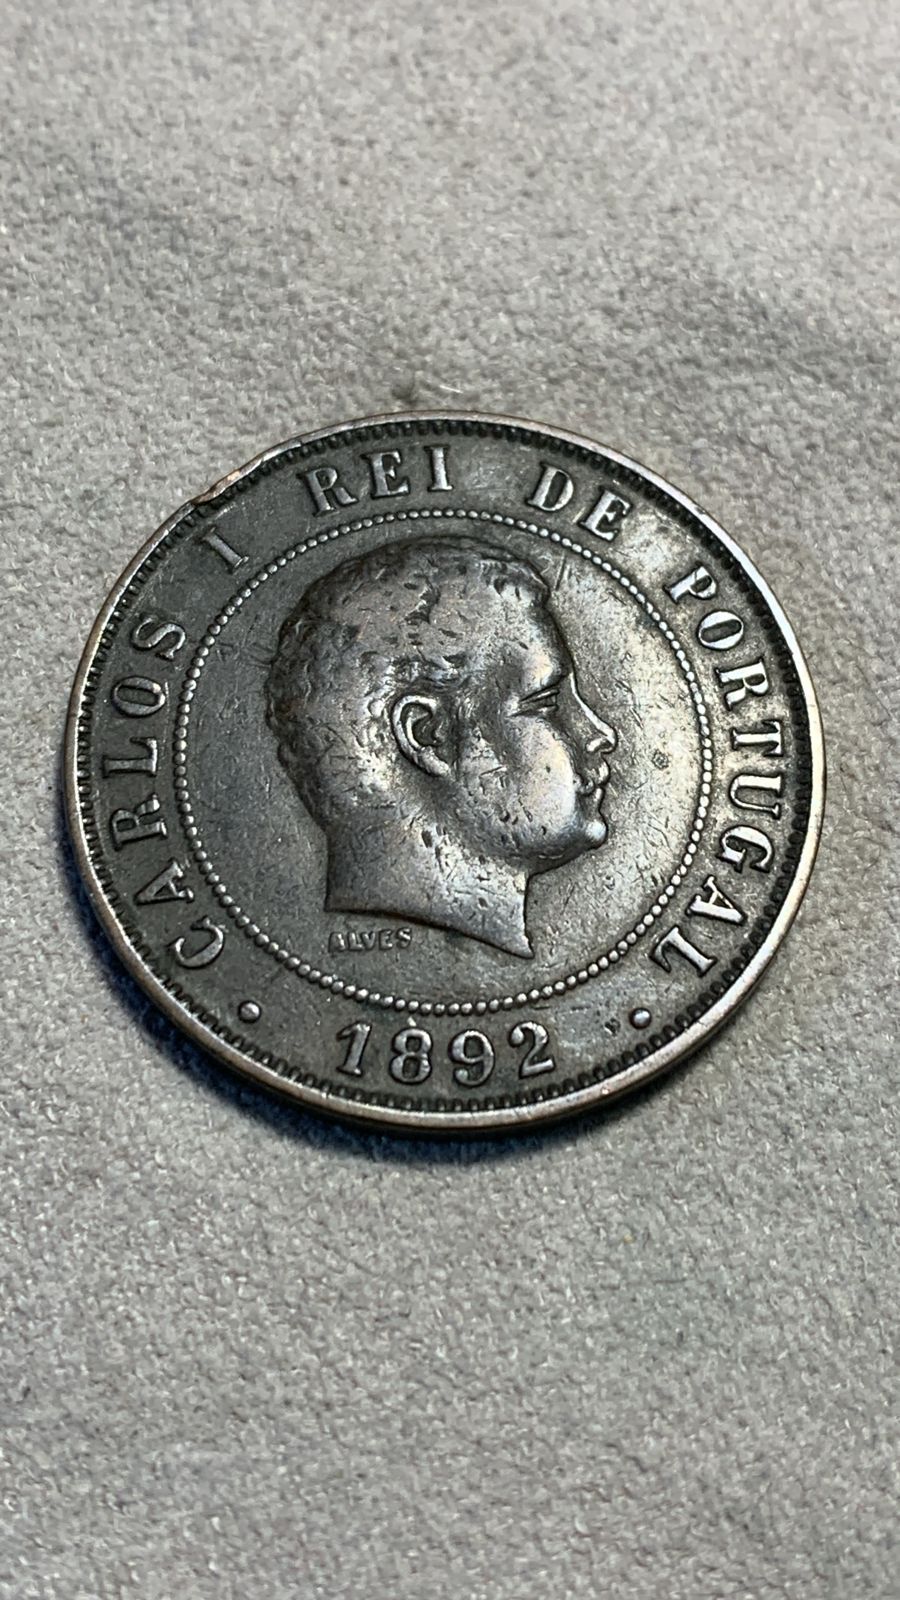 CARLOS I REI DE PORTUGAL
ALVES
1892